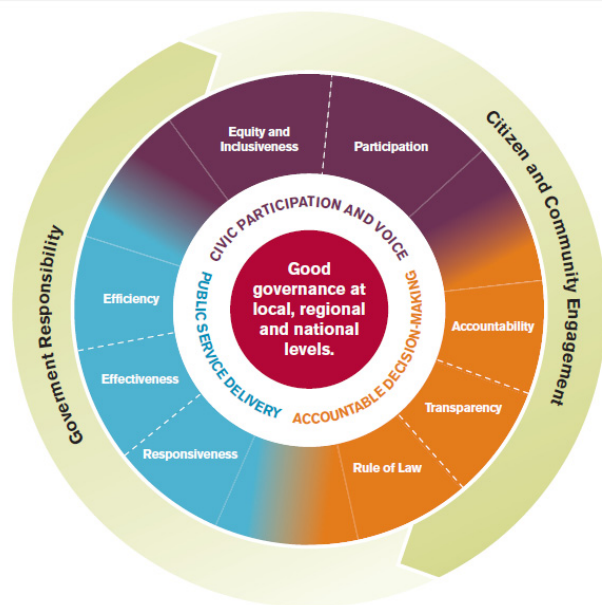 Equity and
Inclusiveness
Participation
Citizen and Community Engagement
Goverment Responsibility
CIVIC PARTICIPATION AND VOICE
Good
governance at
local, regional
and national
levels.
PUBLIC SERVICE DELIVERY
ACCOUNTABLE DECISION-MAKING
Efficiency
Accountability
Effectiveness
Transparency
Responsiveness
Rule of Law